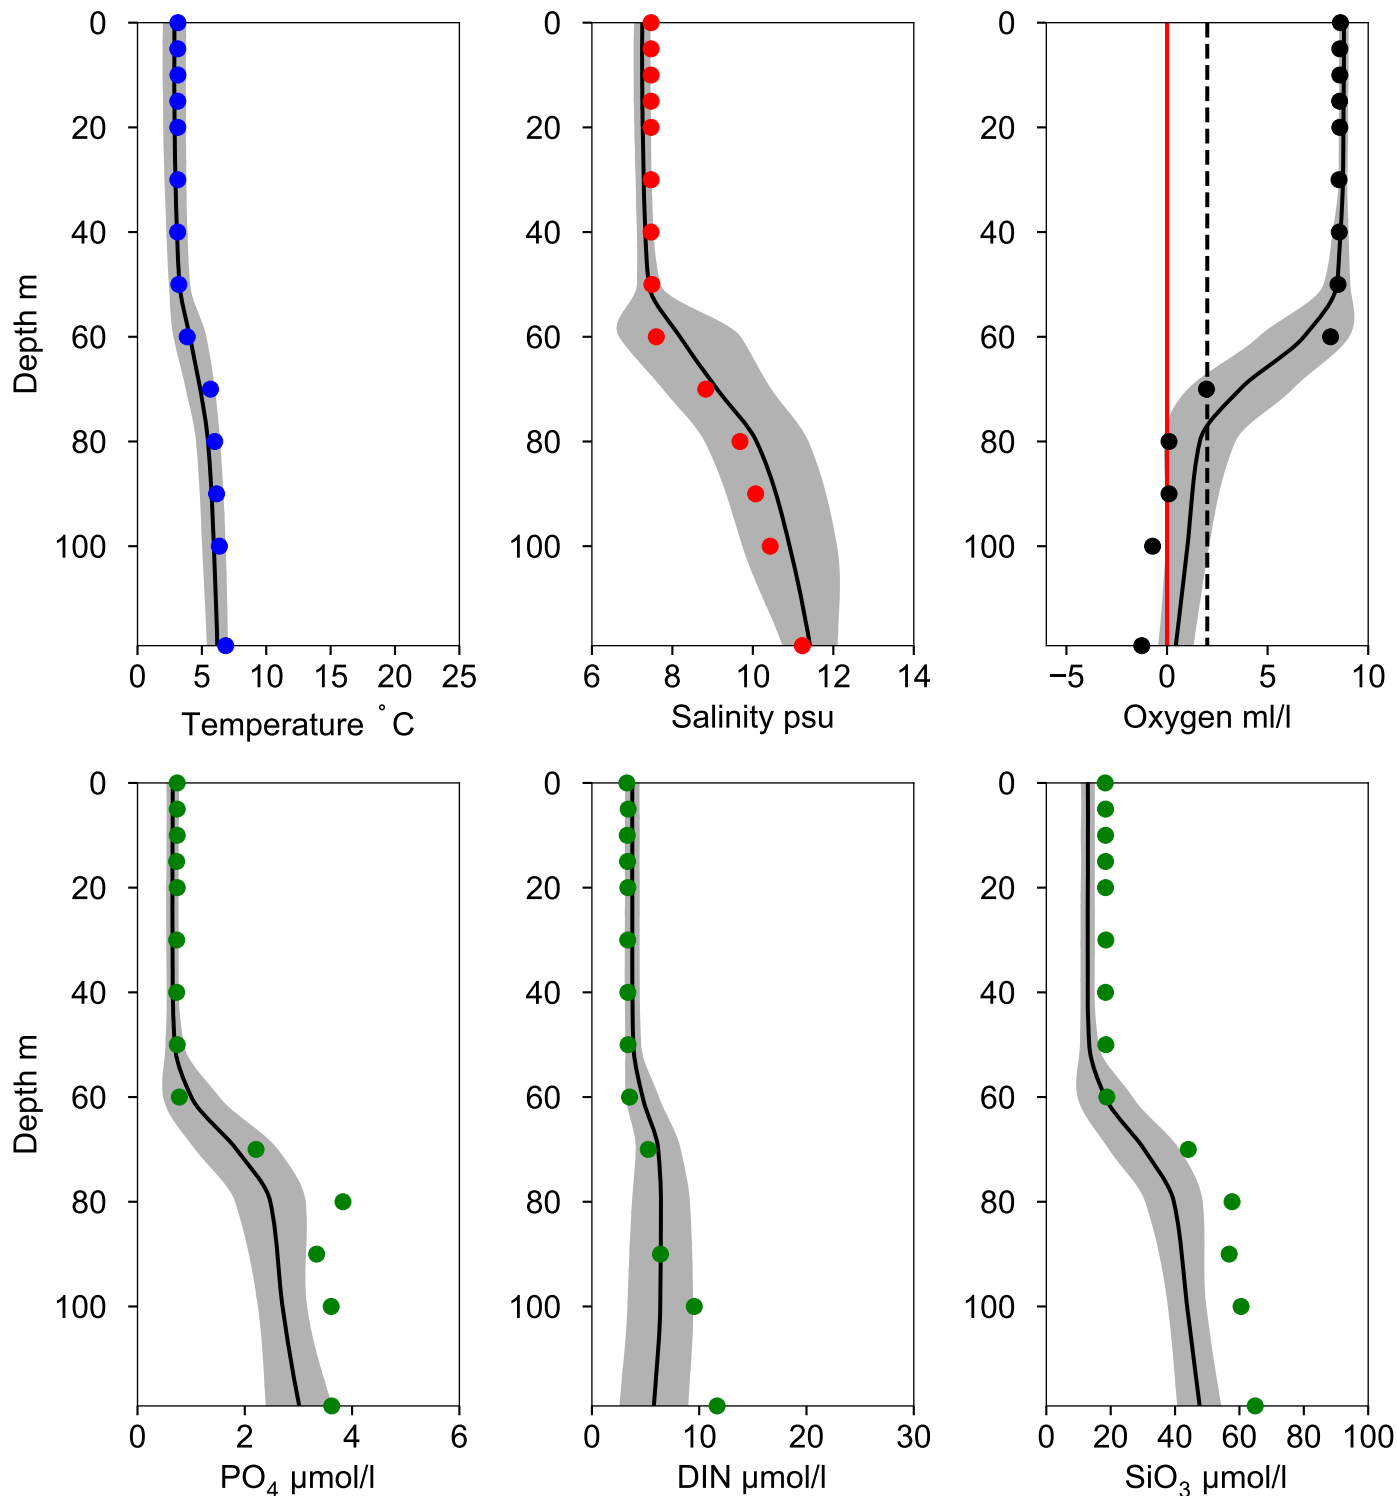 0
20
40
60
80
100
Depth m
0 5 10 15 20 25
Temperature °C
0
20
40
60
80
100
6 8 10 12 14
Salinity psu
0
20
40
60
80
100
−5 0 5 10
Oxygen ml/l
0
20
40
60
80
100
Depth m
0 2 4 6
PO₄ µmol/l
0
20
40
60
80
100
0 10 20 30
DIN µmol/l
0
20
40
60
80
100
0 20 40 60 80 100
SiO₃ µmol/l